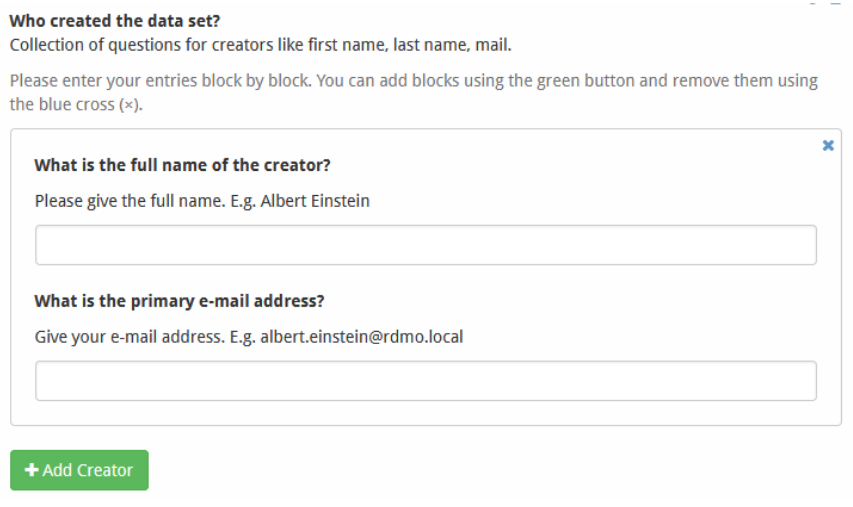 Who created the data set?
Collection of questions for creators like first name, last name, mail.
Please enter your entries block by block. You can add blocks using the green button and remove them using
the blue cross (×).
What is the full name of the creator?
Please give the full name. E.g. Albert Einstein
What is the primary e-mail address?
Give your e-mail address. E.g. albert.einstein@rdmo.local
Add Creator